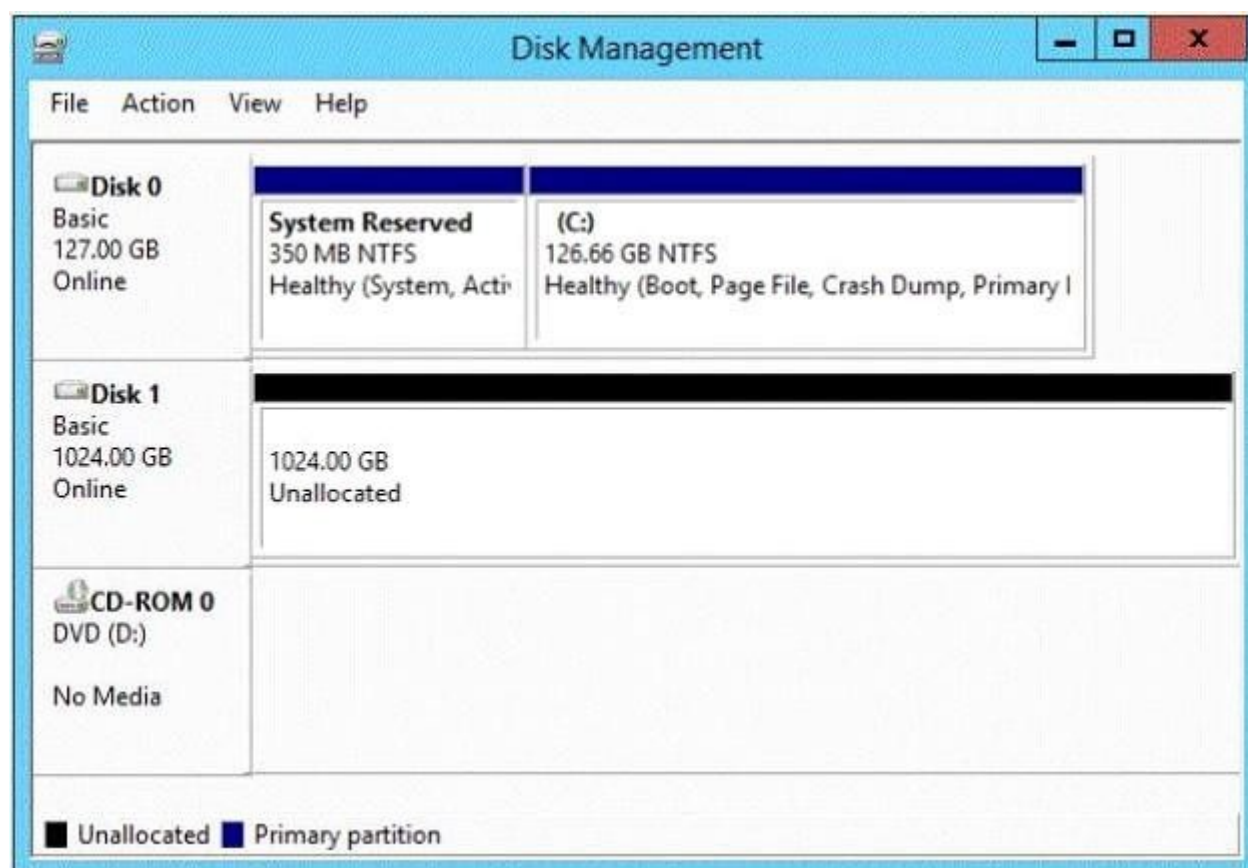 Disk Management
File Action View Help
Disk 0
Basic
127.00 GB
Online
System Reserved
350 MB NTFS
Healthy (System, Acti
(C:)
126.66 GB NTFS
Healthy (Boot, Page File, Crash Dump, Primary
Disk 1
Basic
1024.00 GB
Online
1024.00 GB
Unallocated
CD-ROM 0
DVD (D:)
No Media
Unallocated Primary partition